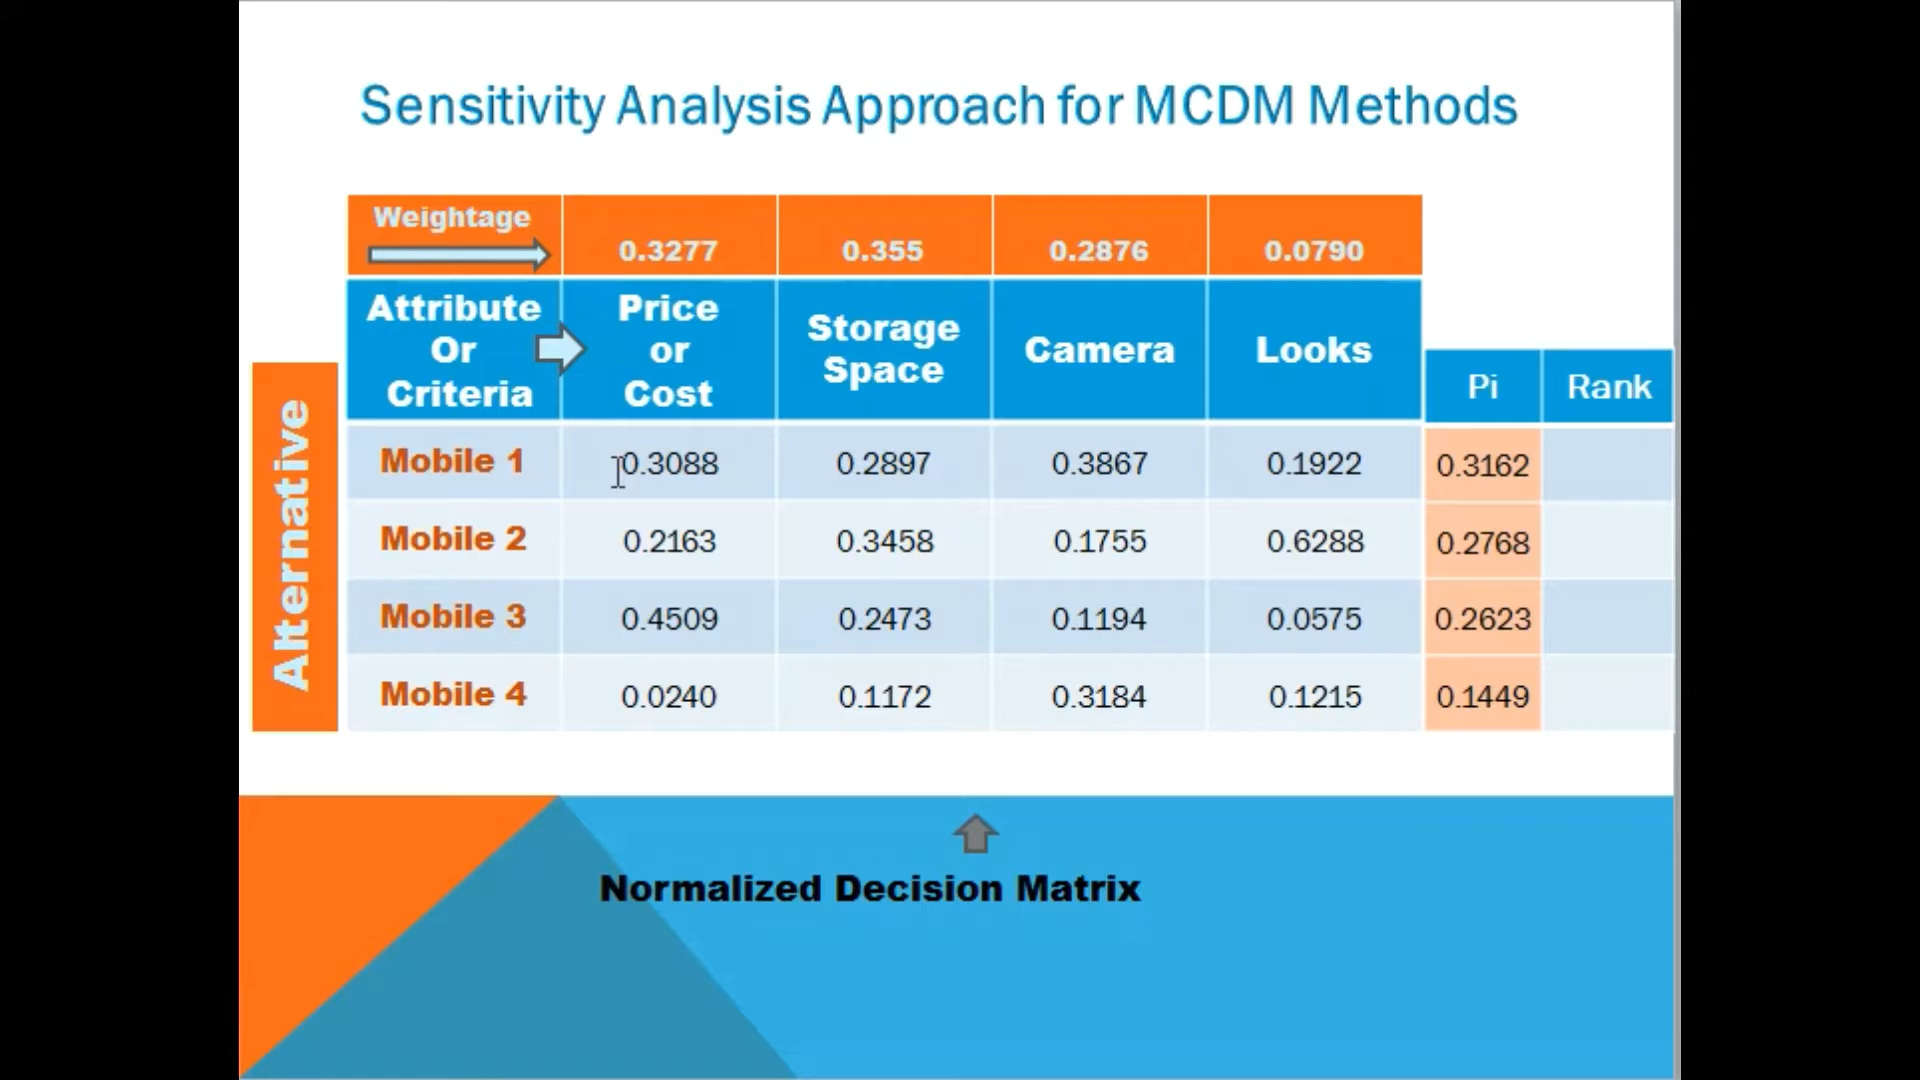 Sensitivity Analysis Approach for MCDM Methods
Weightage 0.3277 0.355 0.2876 0.0790
Attribute Or Criteria Price or Cost Storage Space Camera Looks Pi Rank
Alternative
Mobile 1 0.3088 0.2897 0.3867 0.1922 0.3162
Mobile 2 0.2163 0.3458 0.1755 0.6288 0.2768
Mobile 3 0.4509 0.2473 0.1194 0.0575 0.2623
Mobile 4 0.0240 0.1172 0.3184 0.1215 0.1449
Normalized Decision Matrix